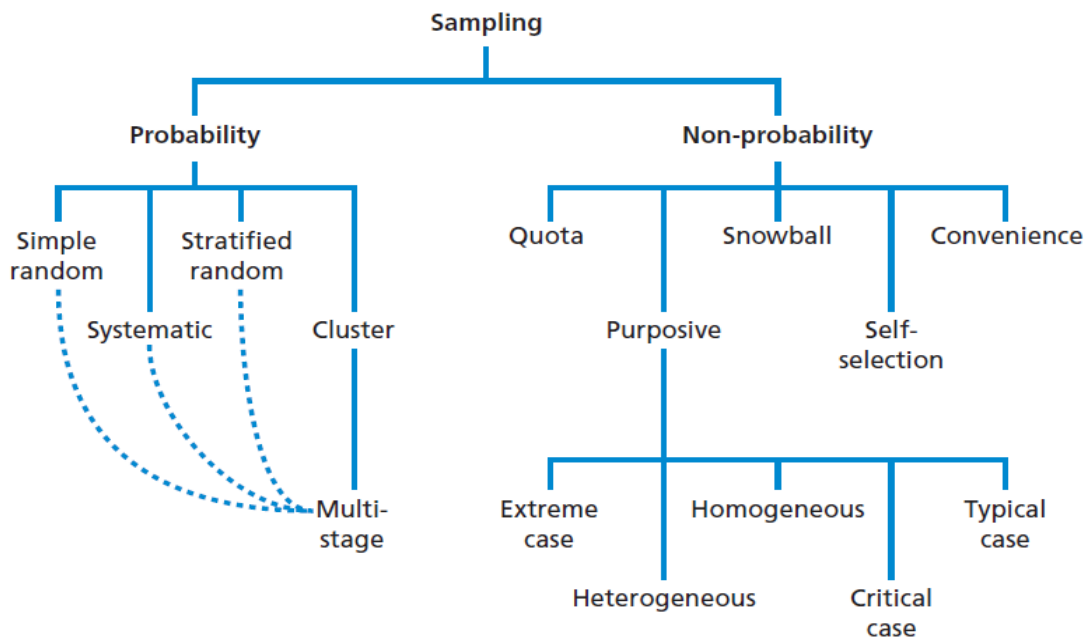 Sampling
Probability
Non-probability
Simple
random
Stratified
random
Systematic
Cluster
Multi-
stage
Quota
Snowball
Convenience
Purposive
Self-
selection
Extreme
case
Homogeneous
Typical
case
Heterogeneous
Critical
case